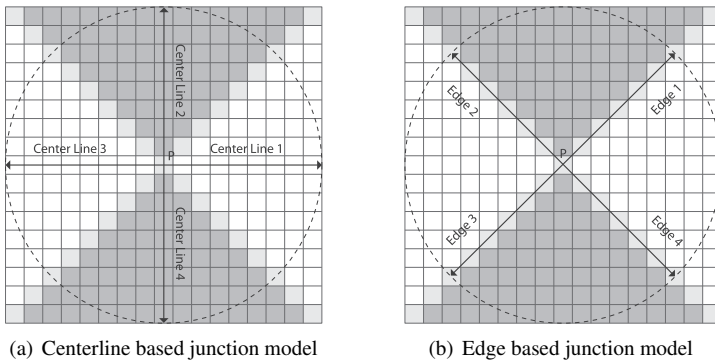 Center Line 2
P
Center Line 3
Center Line 1
Center Line 4
(a) Centerline based junction model
Edge 2
Edge 1
P
Edge 3
Edge 4
(b) Edge based junction model